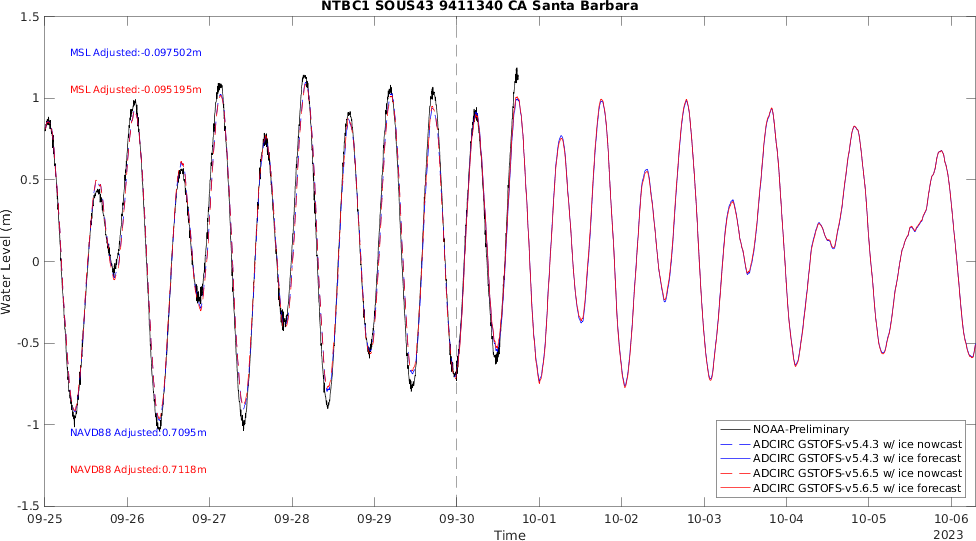 NTBC1 SOUS43 9411340 CA Santa Barbara
1.5
1
0.5
0
-0.5
-1
-1.5
Water Level (m)
MSL Adjusted:-0.097502m
MSL Adjusted:-0.095195m
NAVD88 Adjusted:0.7095m
NAVD88 Adjusted:0.7118m
NOAA-Preliminary
ADCIRC GSTOFS-v5.4.3 w/ ice nowcast
ADCIRC GSTOFS-v5.4.3 w/ ice forecast
ADCIRC GSTOFS-v5.6.5 w/ ice nowcast
ADCIRC GSTOFS-v5.6.5 w/ ice forecast
09-25 09-26 09-27 09-28 09-29 09-30 10-01 10-02 10-03 10-04 10-05 10-06
Time
2023